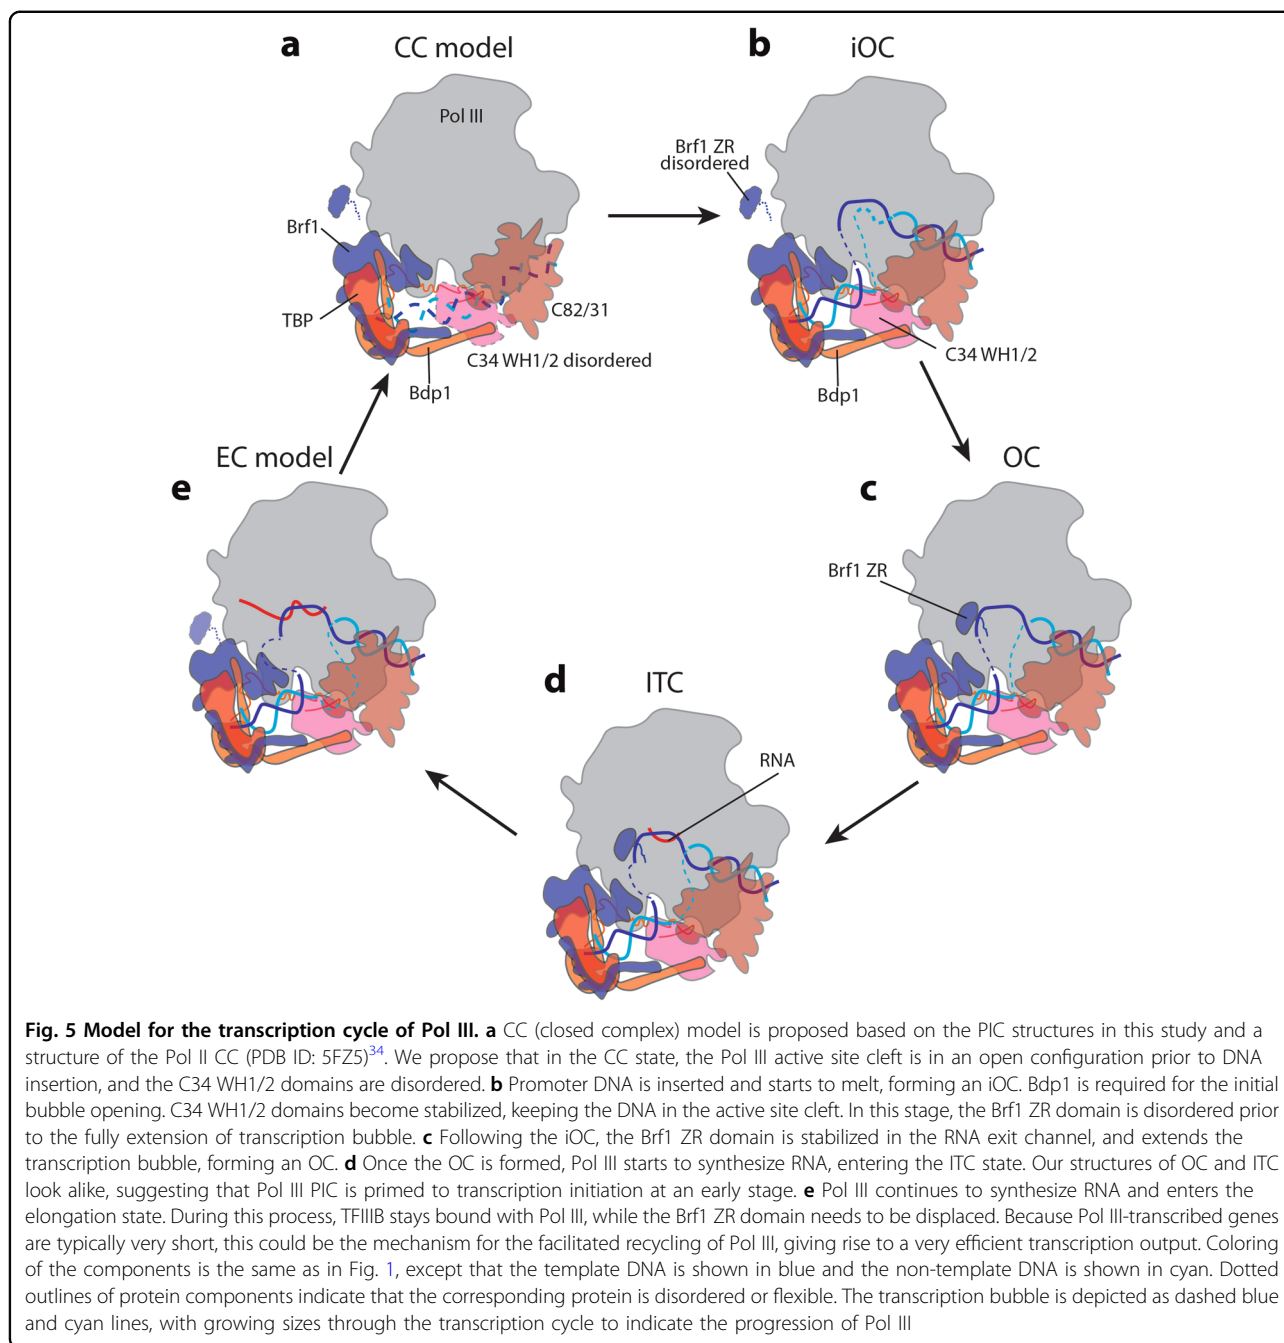 a
CC model
Pol III
Brf1
TBP
C82/31
C34 WH1/2 disordered
Bdp1
b
iOC
Brf1 ZR
disordered
C34 WH1/2
Bdp1
OC
c
Brf1 ZR
d
ITC
RNA
EC model
e
Fig. 5 Model for the transcription cycle of Pol III. a CC (closed complex) model is proposed based on the PIC structures in this study and a
structure of the Pol II CC (PDB ID: 5FZ5)34. We propose that in the CC state, the Pol III active site cleft is in an open configuration prior to DNA
insertion, and the C34 WH1/2 domains are disordered. b Promoter DNA is inserted and starts to melt, forming an iOC. Bdp1 is required for the initial
bubble opening. C34 WH1/2 domains become stabilized, keeping the DNA in the active site cleft. In this stage, the Brf1 ZR domain is disordered prior
to the fully extension of transcription bubble. c Following the iOC, the Brf1 ZR domain is stabilized in the RNA exit channel, and extends the
transcription bubble, forming an OC. d Once the OC is formed, Pol III starts to synthesize RNA, entering the ITC state. Our structures of OC and ITC
look alike, suggesting that Pol III PIC is primed to transcription initiation at an early stage. e Pol III continues to synthesize RNA and enters the
elongation state. During this process, TFIIIB stays bound with Pol III, while the Brf1 ZR domain needs to be displaced. Because Pol III-transcribed genes
are typically very short, this could be the mechanism for the facilitated recycling of Pol III, giving rise to a very efficient transcription output. Coloring
of the components is the same as in Fig. 1, except that the template DNA is shown in blue and the non-template DNA is shown in cyan. Dotted
outlines of protein components indicate that the corresponding protein is disordered or flexible. The transcription bubble is depicted as dashed blue
and cyan lines, with growing sizes through the transcription cycle to indicate the progression of Pol III